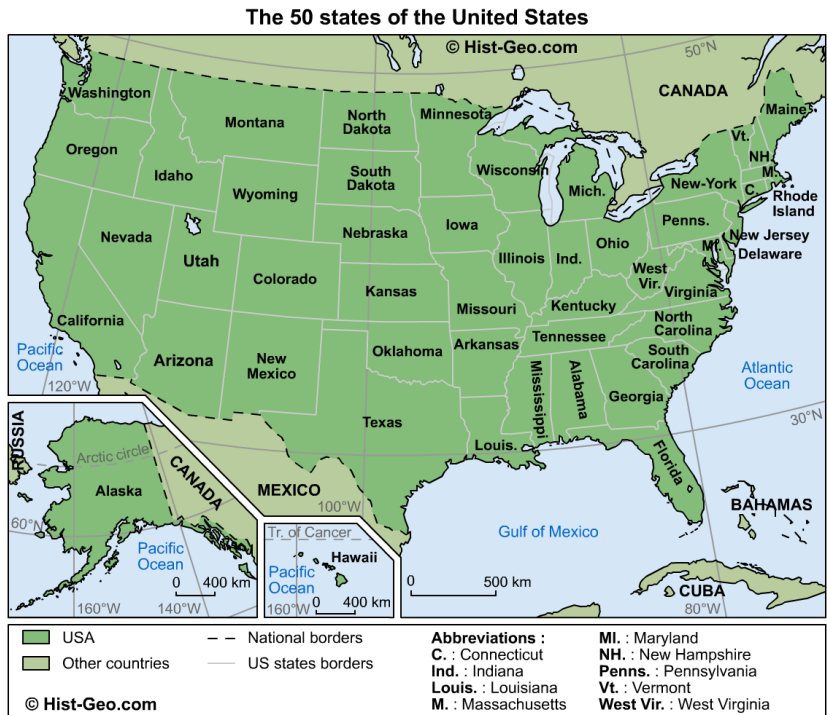 The 50 states of the United States
© Hist-Geo.com
50°N
CANADA
Washington
Montana
North
Dakota
Minnesota
Maine
Vt.
Oregon
Idaho
Wyoming
South
Dakota
Wisconsin
Mich.
New-York
NH.
M.
C.
Rhode
Island
Nevada
Utah
Colorado
Nebraska
Iowa
Illinois
Ind.
Ohio
Penns.
New Jersey
Ml.
Delaware
West
Vir.
Virginia
Kansas
Missouri
Kentucky
California
Arizona
New
Mexico
Oklahoma
Arkansas
Tennessee
North
Carolina
South
Carolina
Pacific
Ocean
120°W
Texas
Louis.
Mississippi
Alabama
Georgia
Florida
Atlantic
Ocean
30°N
RUSSIA
Arctic circle
Alaska
CANADA
60°N
Pacific
Ocean
0 400 km
160°W
140°W
MEXICO
100°W
Tr. of Cancer
Hawaii
Pacific
Ocean
160°W
0 400 km
Gulf of Mexico
0 500 km
BAHAMAS
CUBA
80°W
USA
Other countries
National borders
US states borders
© Hist-Geo.com
Abbreviations :
C. : Connecticut
Ind. : Indiana
Louis. : Louisiana
M. : Massachusetts
Ml. : Maryland
NH. : New Hampshire
Penns. : Pennsylvania
Vt. : Vermont
West Vir. : West Virginia